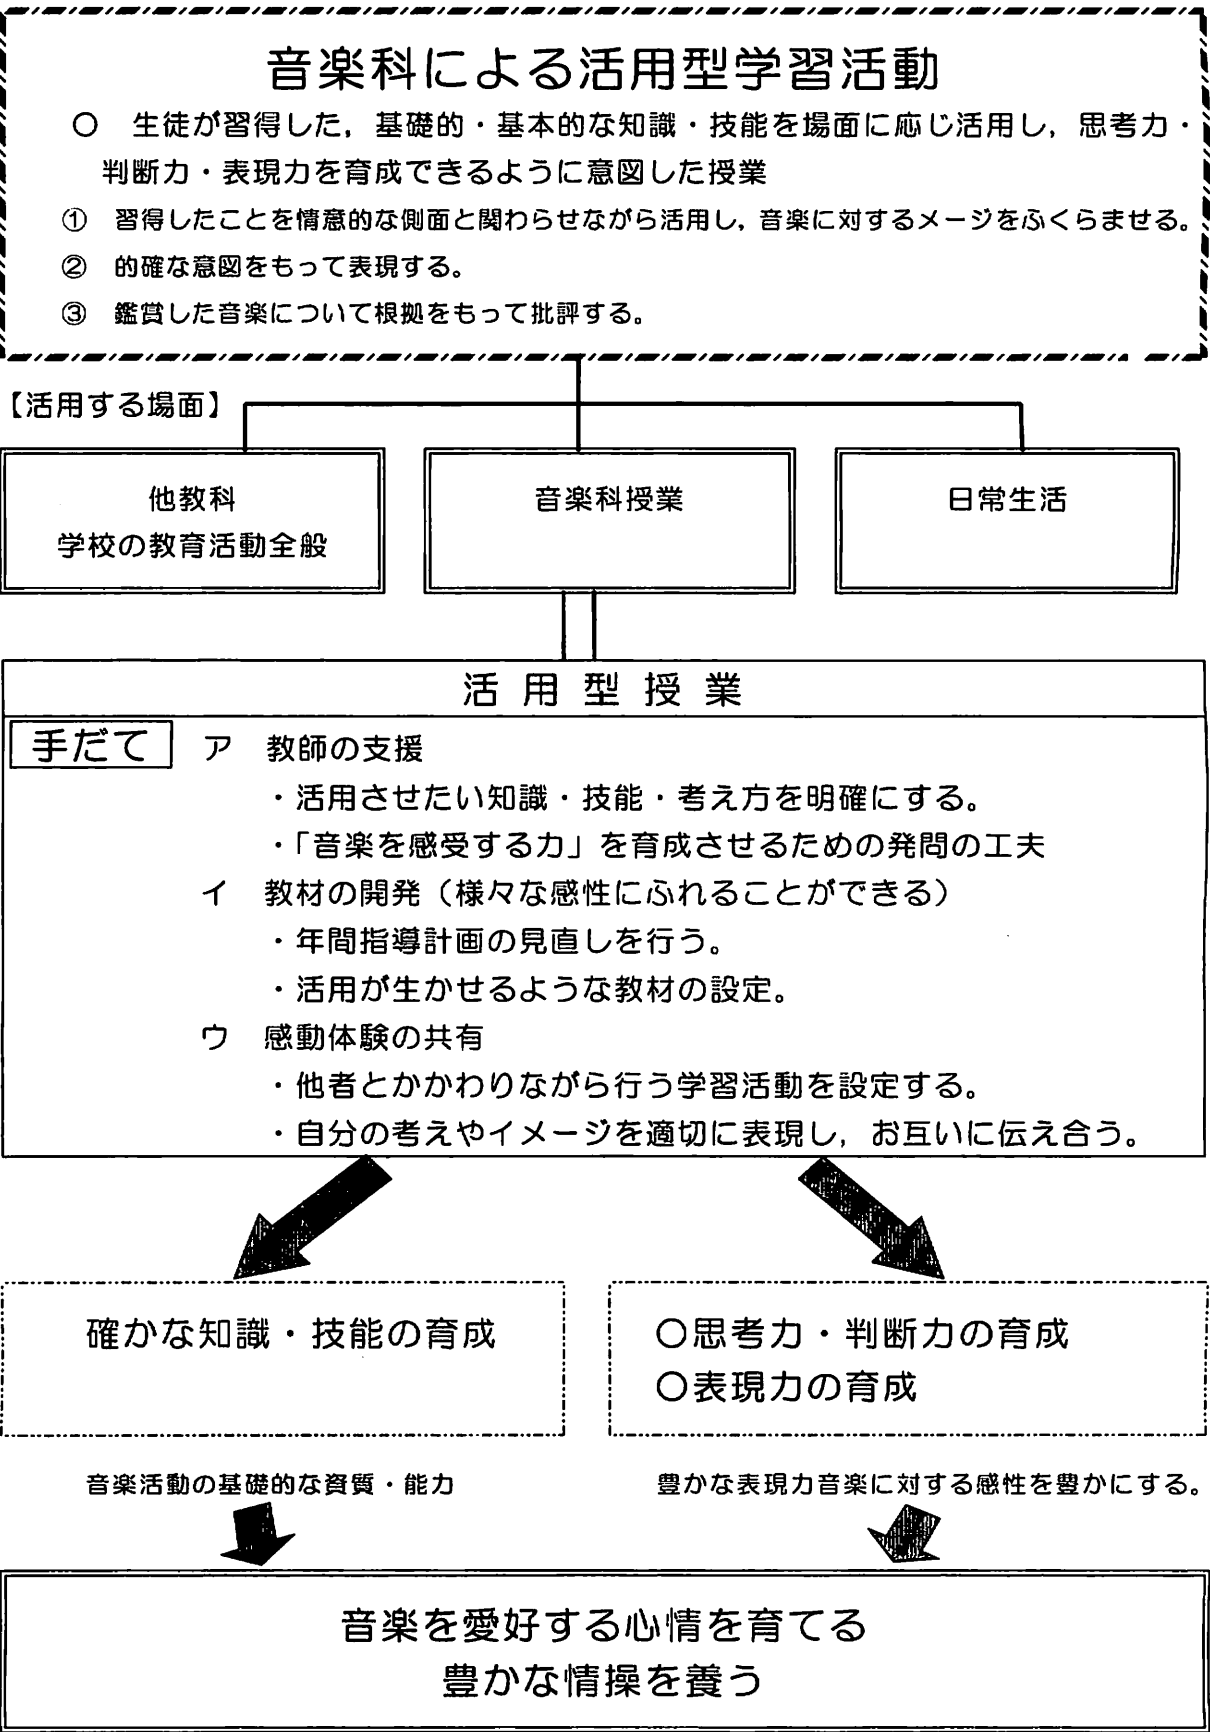 音楽科による活用型学習活動
○　生徒が習得した，基礎的・基本的な知識・技能を場面に応じ活用し，思考力・
判断力・表現力を育成できるように意図した授業
①　習得したことを情意的な側面と関わらせながら活用し，音楽に対するメージをふくらませる。
②　的確な意図をもって表現する。
③　鑑賞した音楽について根拠をもって批評する。
【活用する場面】
他教科
学校の教育活動全般
音楽科授業
日常生活
活用型授業
手だて
ア　教師の支援
・活用させたい知識・技能・考え方を明確にする。
・「音楽を感受する力」を育成させるための発問の工夫
イ　教材の開発（様々な感性にふれることができる）
・年間指導計画の見直しを行う。
・活用が生かせるような教材の設定。
ウ　感動体験の共有
・他者とかかわりながら行う学習活動を設定する。
・自分の考えやイメージを適切に表現し，お互いに伝え合う。
確かな知識・技能の育成
○思考力・判断力の育成
○表現力の育成
音楽活動の基礎的な資質・能力
豊かな表現力音楽に対する感性を豊かにする。
音楽を愛好する心情を育てる
豊かな情操を養う